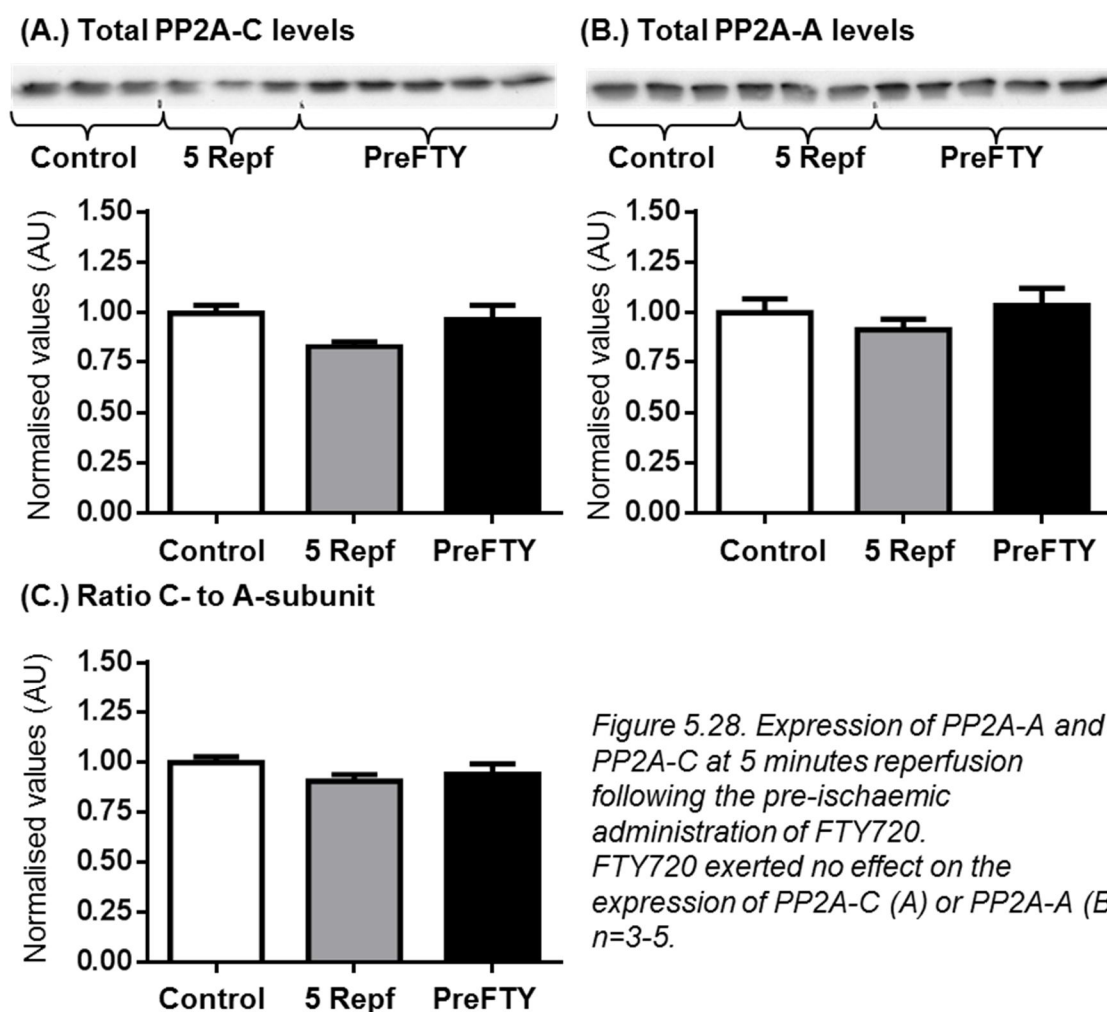 (A.) Total PP2A-C levels
Control 5 Repf PreFTY
Normalised values (AU)
1.50
1.25
1.00
0.75
0.50
0.25
0.00
Control 5 Repf PreFTY
(B.) Total PP2A-A levels
Control 5 Repf PreFTY
Normalised values (AU)
1.50
1.25
1.00
0.75
0.50
0.25
0.00
Control 5 Repf PreFTY
(C.) Ratio C- to A-subunit
Normalised values (AU)
1.50
1.25
1.00
0.75
0.50
0.25
0.00
Control 5 Repf PreFTY
Figure 5.28. Expression of PP2A-A and
PP2A-C at 5 minutes reperfusion
following the pre-ischaemic
administration of FTY720.
FTY720 exerted no effect on the
expression of PP2A-C (A) or PP2A-A (B
n=3-5.